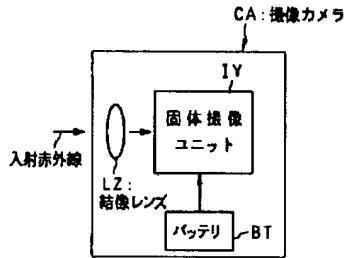 CA:撮像カメラ
IY
固体撮像
ユニット
入射赤外線
LZ:
結像レンズ
バッテリ
BT